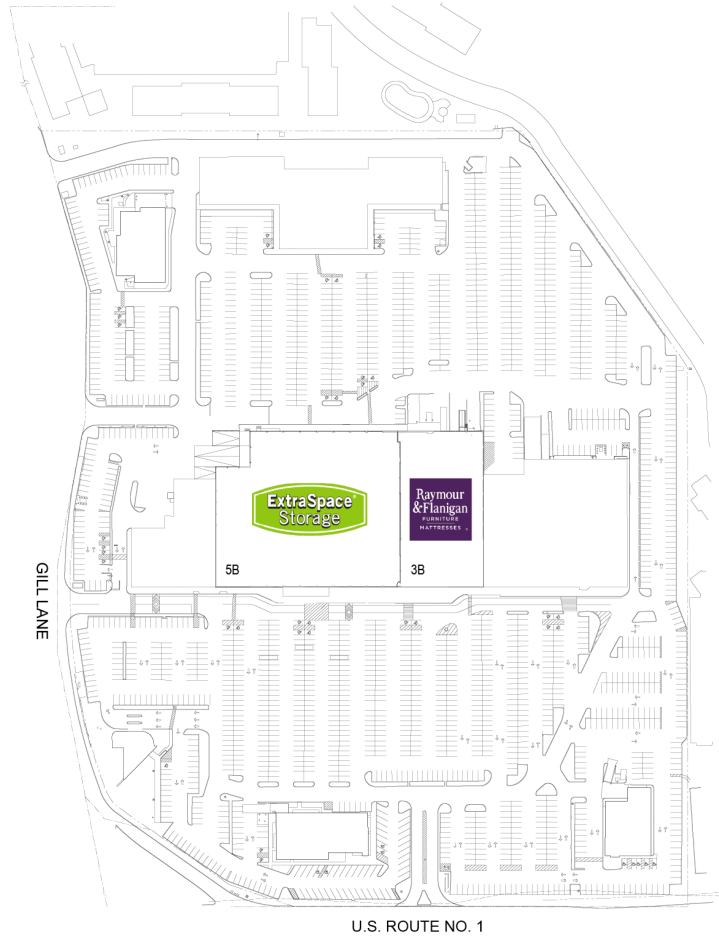 ExtraSpace®
Storage
Raymour
&Flanigan
FURNITURE
MATTRESSES
5B
3B
GILL LANE
U.S. ROUTE NO. 1